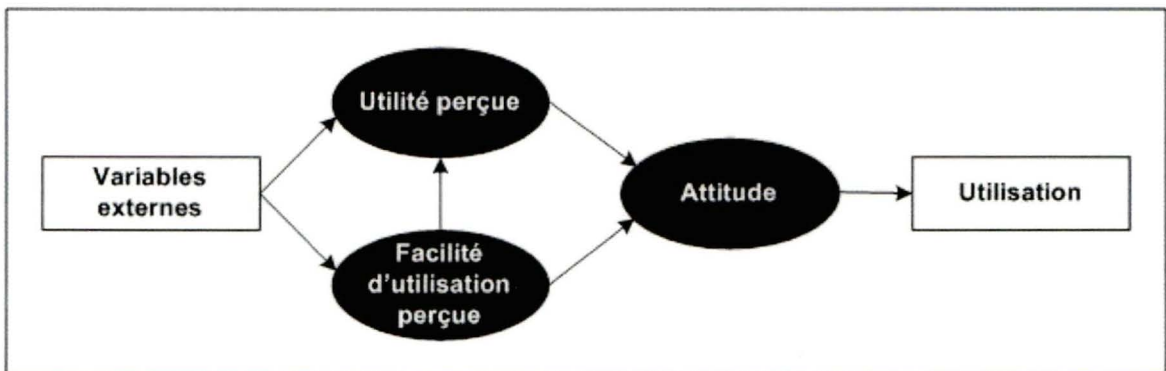 Utilité perçue
Variables
externes
Attitude
Utilisation
Facilité
d'utilisation
perçue